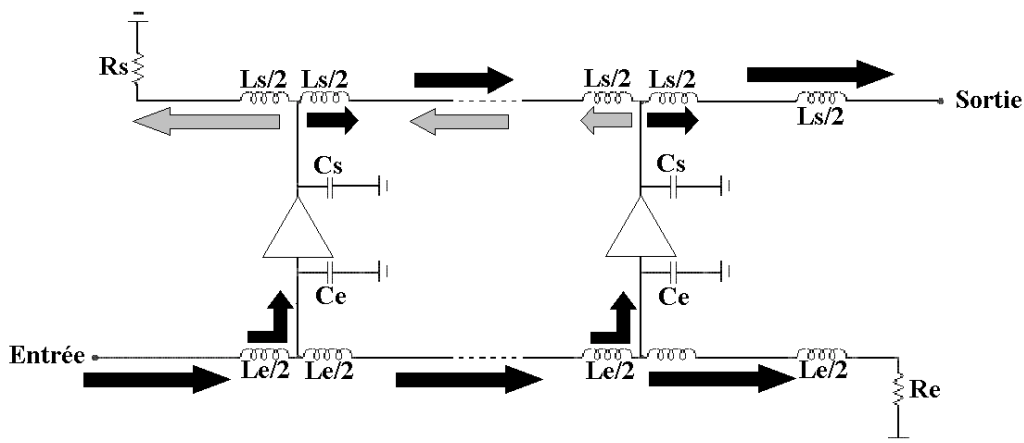 Rs
Ls/2 Ls/2
Ls/2 Ls/2
Ls/2
Sortie
Cs
Cs
Ce
Ce
Entrée
Le/2 Le/2
Le/2
Le/2
Re